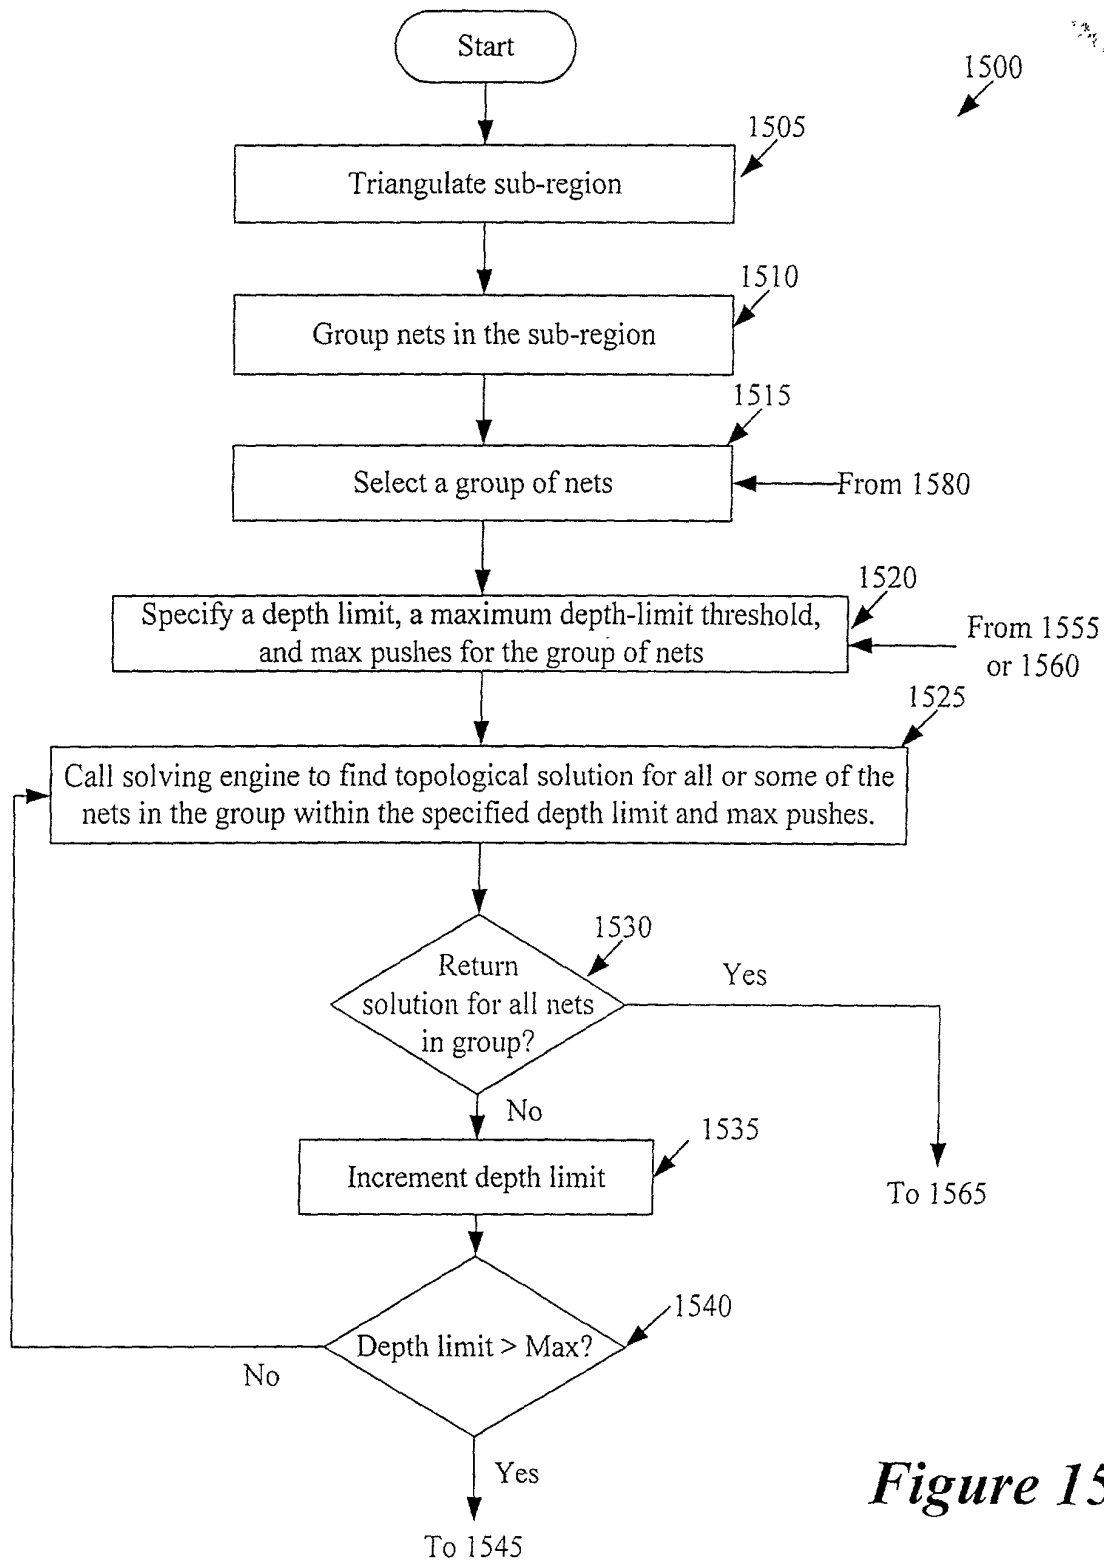 Start
1500
1505
Triangulate sub-region
1510
Group nets in the sub-region
1515
Select a group of nets
From 1580
1520
Specify a depth limit, a maximum depth-limit threshold,
and max pushes for the group of nets
From 1555
or 1560
1525
Call solving engine to find topological solution for all or some of the
nets in the group within the specified depth limit and max pushes.
1530
Return
solution for all nets
in group?
Yes
No
1535
Increment depth limit
To 1565
1540
Depth limit > Max?
No
Yes
To 1545
Figure 15